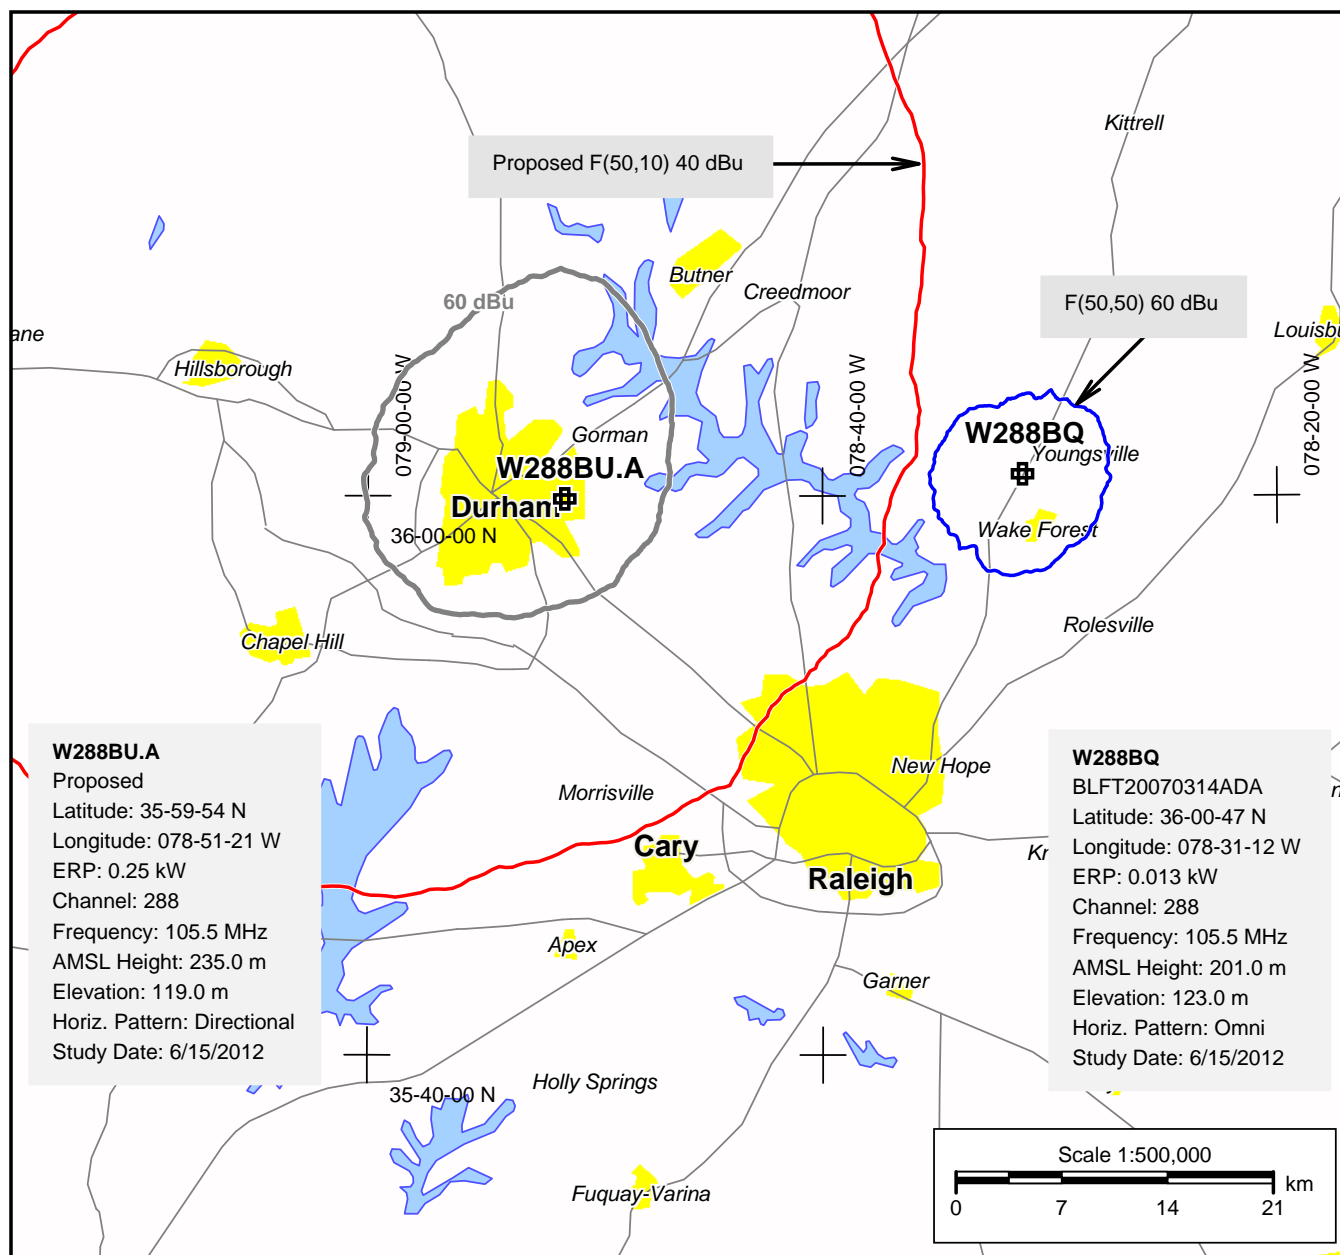 Kittrell
Proposed F(50,10) 40 dBu
Butner
Creedmoor
60 dBu
F(50,50) 60 dBu
ane
Louisbu
Hillsborough
079-00-00 W
078-40-00 W
078-20-00 W
Gorman
W288BQ
Youngsville
W288BU.A
Durham
36-00-00 N
Wake Forest
Chapel Hill
Rolesville
New Hope
Morrisville
Cary
Raleigh
Kr
n
Apex
Garner
Holly Springs
35-40-00 N
Fuquay-Varina
W288BU.A
Proposed
Latitude: 35-59-54 N
Longitude: 078-51-21 W
ERP: 0.25 kW
Channel: 288
Frequency: 105.5 MHz
AMSL Height: 235.0 m
Elevation: 119.0 m
Horiz. Pattern: Directional
Study Date: 6/15/2012
W288BQ
BLFT20070314ADA
Latitude: 36-00-47 N
Longitude: 078-31-12 W
ERP: 0.013 kW
Channel: 288
Frequency: 105.5 MHz
AMSL Height: 201.0 m
Elevation: 123.0 m
Horiz. Pattern: Omni
Study Date: 6/15/2012
Scale 1:500,000
km
0 7 14 21